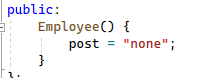 public:
Employee() {
post = "none";
}
};